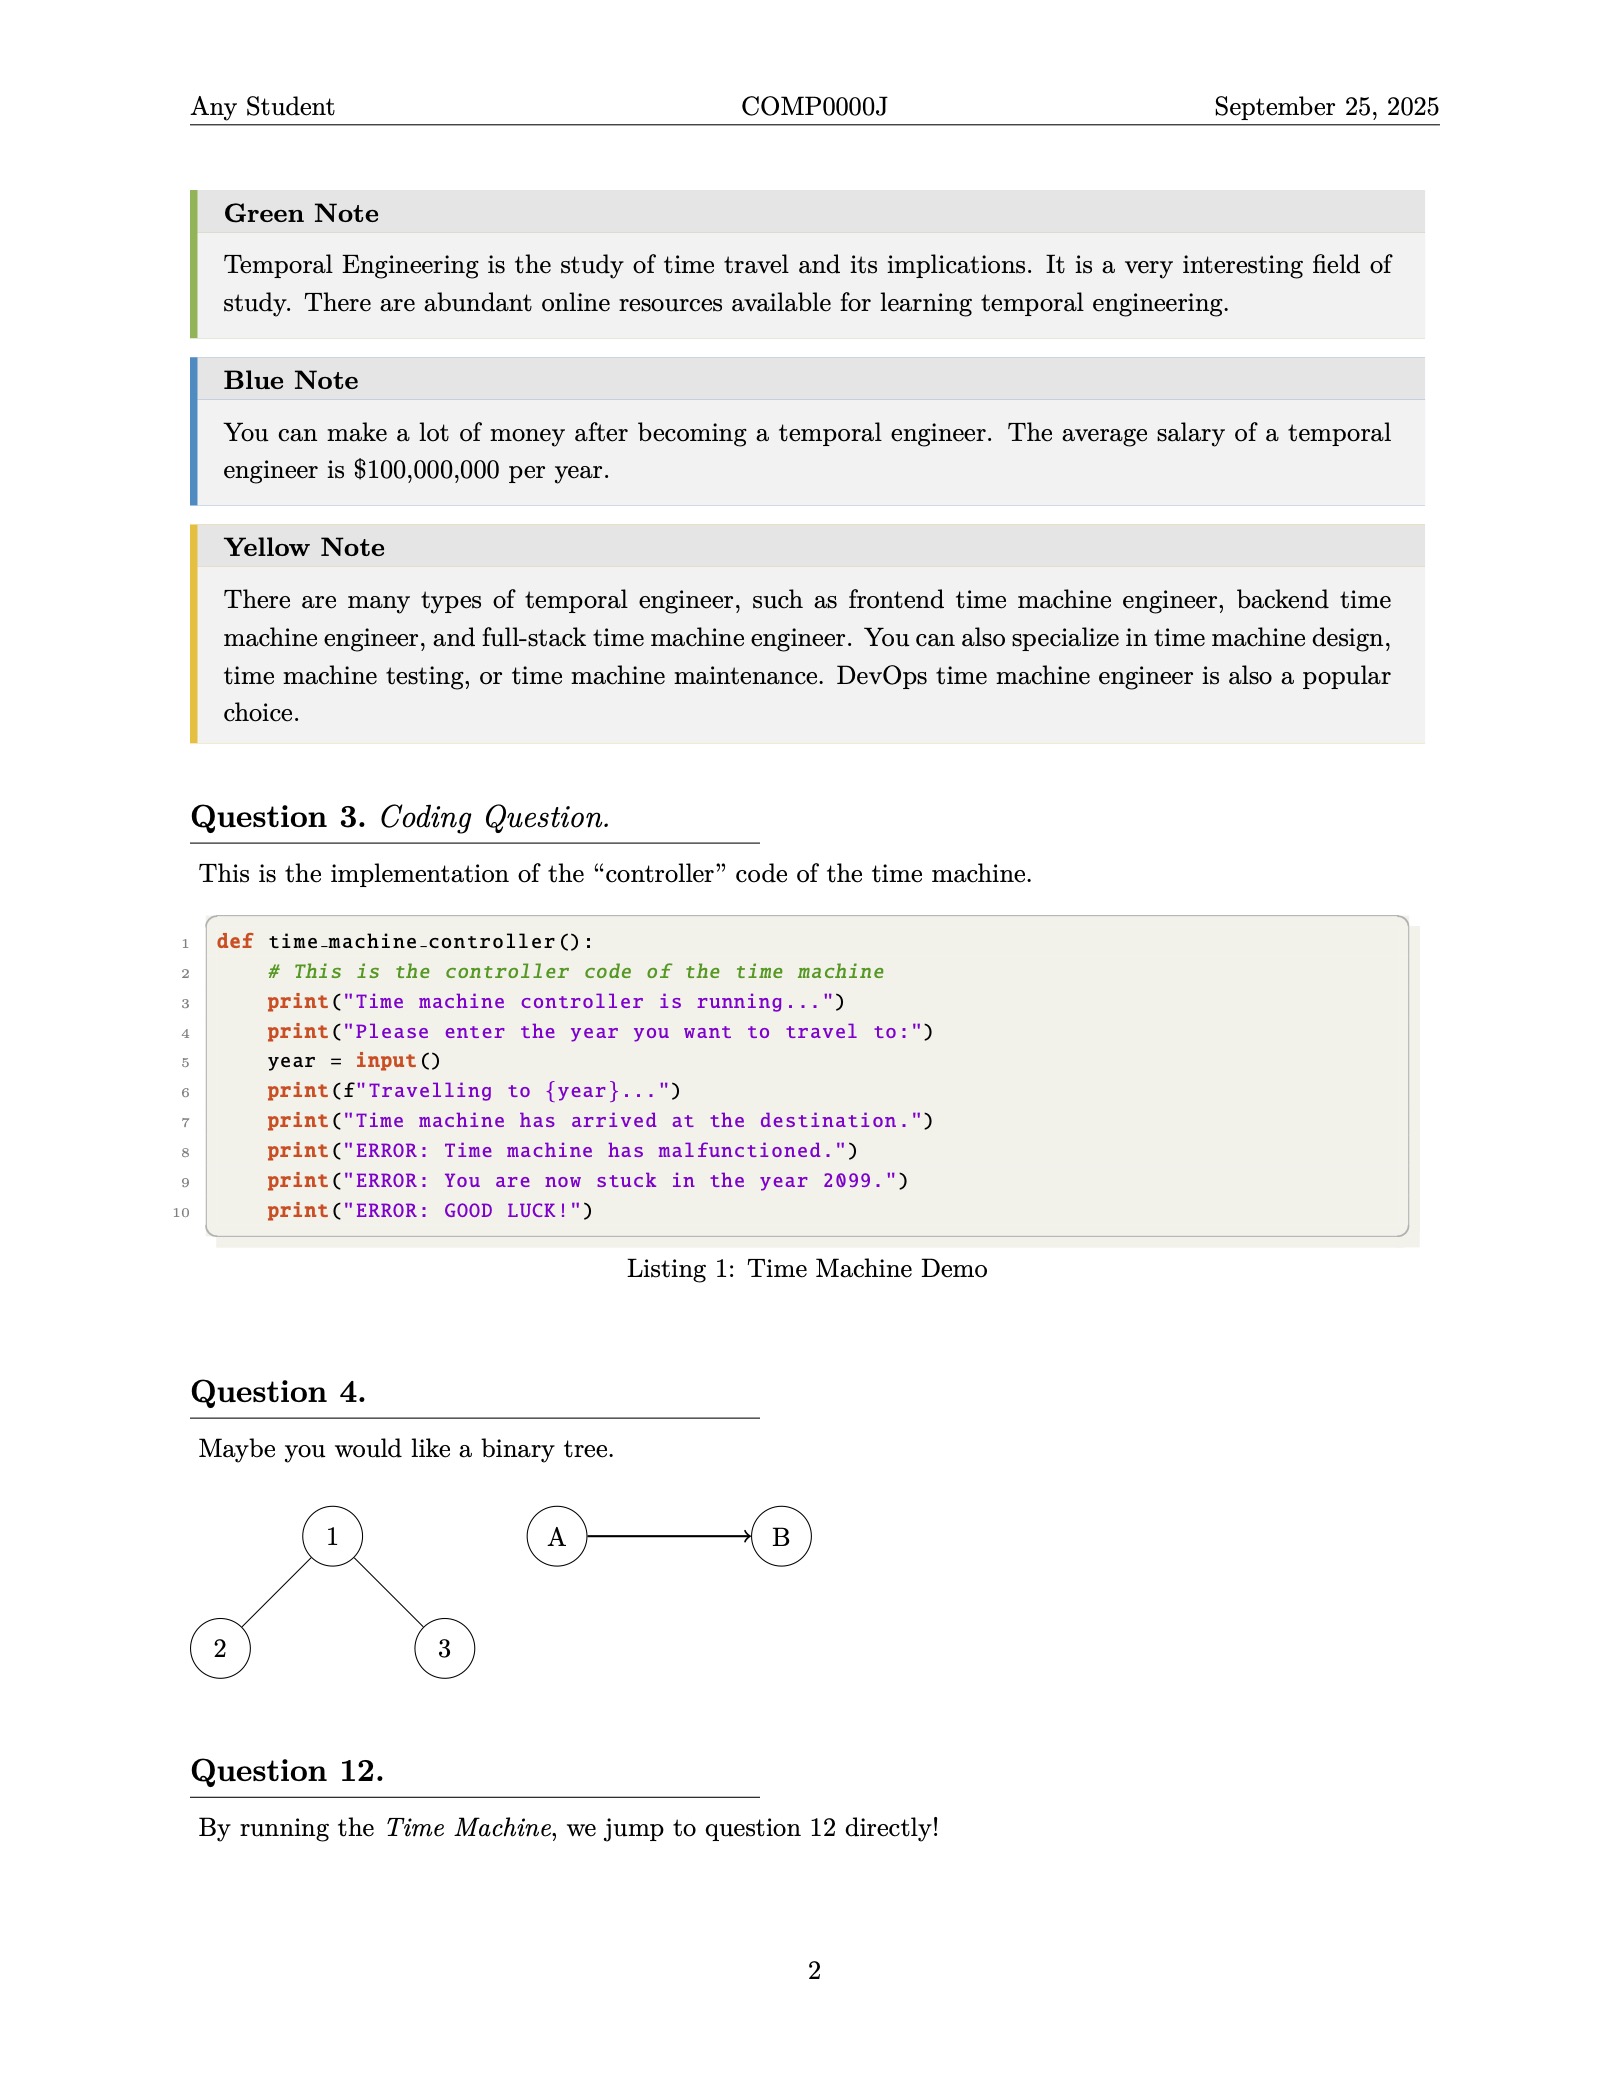 Any Student COMP0000J September 25, 2025
Green Note
Temporal Engineering is the study of time travel and its implications. It is a very interesting field of
study. There are abundant online resources available for learning temporal engineering.
Blue Note
You can make a lot of money after becoming a temporal engineer. The average salary of a temporal
engineer is $100,000,000 per year.
Yellow Note
There are many types of temporal engineer, such as frontend time machine engineer, backend time
machine engineer, and full-stack time machine engineer. You can also specialize in time machine design,
time machine testing, or time machine maintenance. DevOps time machine engineer is also a popular
choice.
Question 3. Coding Question.
This is the implementation of the “controller” code of the time machine.
1 def time_machine_controller():
2     # This is the controller code of the time machine
3     print("Time machine controller is running...")
4     print("Please enter the year you want to travel to:")
5     year = input()
6     print(f"Travelling to {year}...")
7     print("Time machine has arrived at the destination.")
8     print("ERROR: Time machine has malfunctioned.")
9     print("ERROR: You are now stuck in the year 2099.")
10     print("ERROR: GOOD LUCK!")
Listing 1: Time Machine Demo
Question 4.
Maybe you would like a binary tree.
1 A B
2 3
Question 12.
By running the Time Machine, we jump to question 12 directly!
2